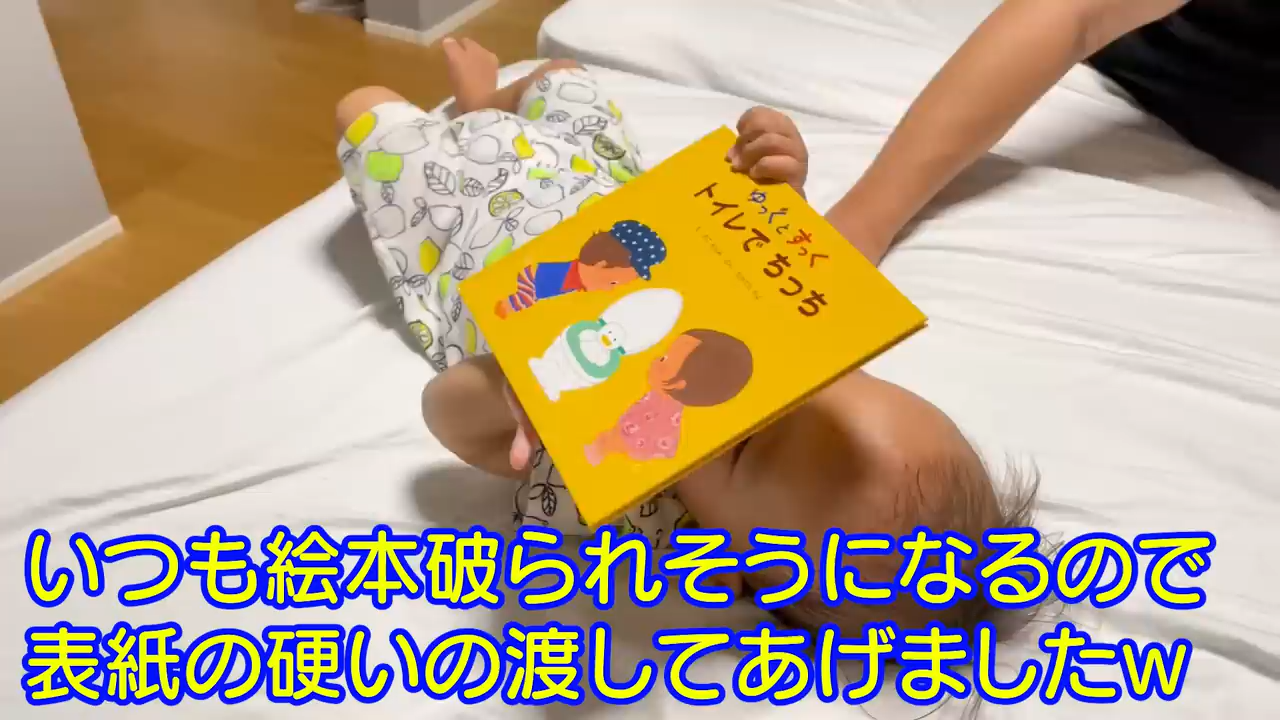 ゆっくとすっく
トイレでちっち
いつも絵本破られそうになるので
表紙の硬いの渡してあげましたw